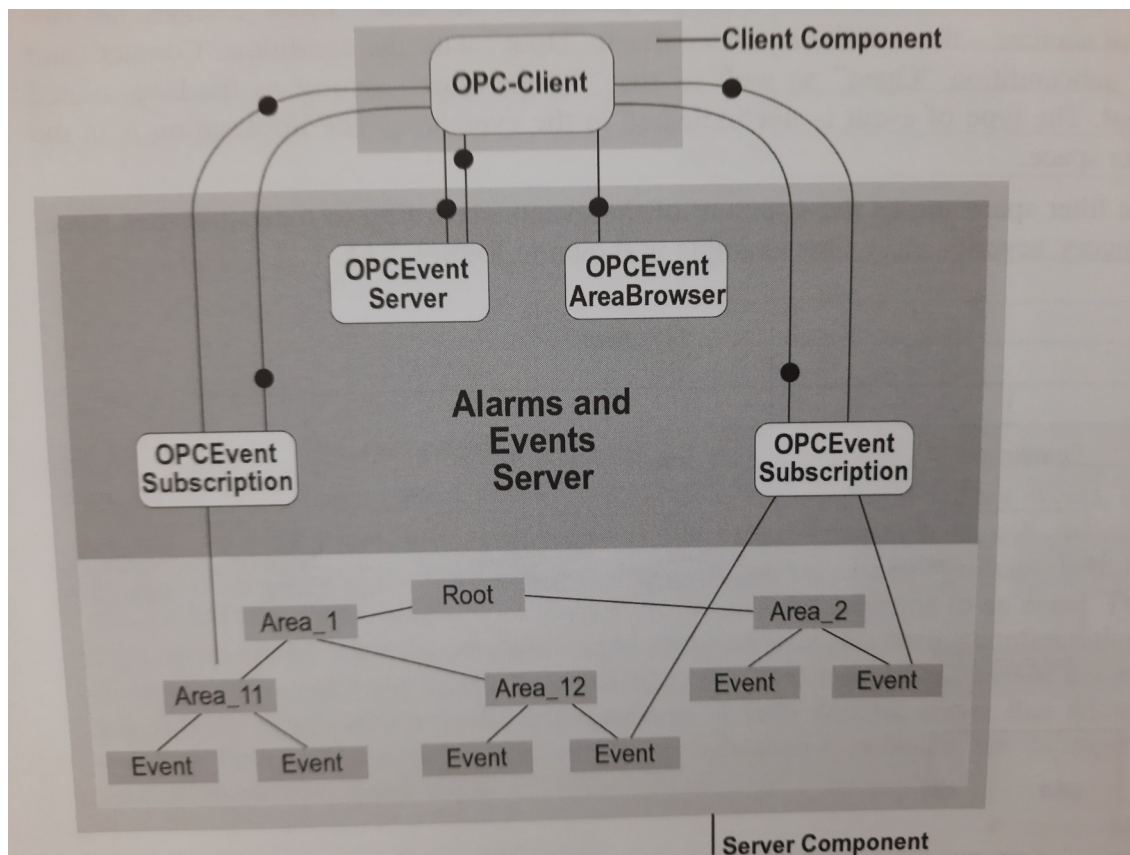 Client Component
OPC-Client
OPCEvent
Server
OPCEvent
AreaBrowser
Alarms and
Events
Server
OPCEvent
Subscription
OPCEvent
Subscription
Root
Area_1
Area_2
Area_11
Area_12
Event
Event
Event
Event
Event
Event
Server Component